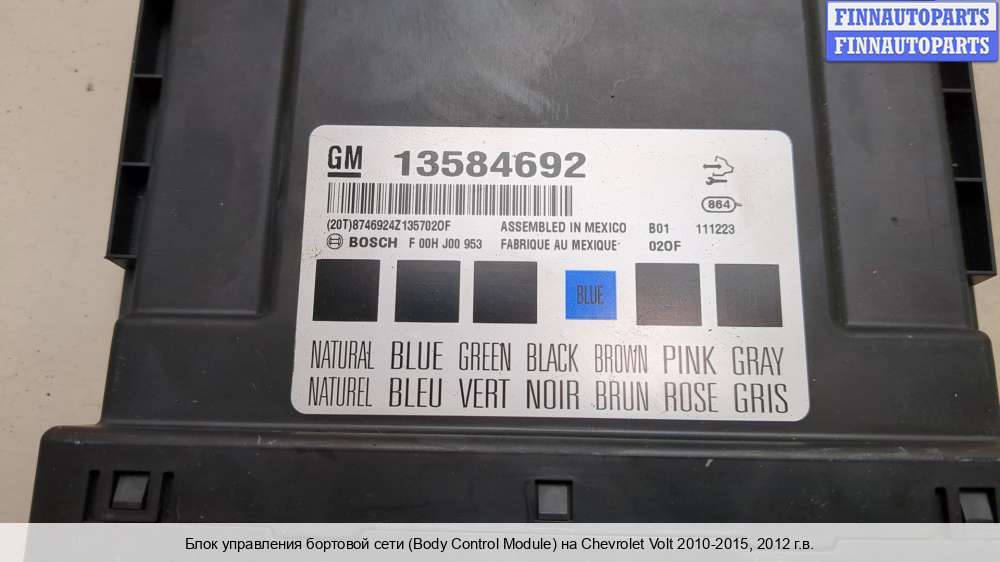 FINNAUTOPARTS
FINNAUTOPARTS
GM 13584692
864
(20T)8746924Z135702OF ASSEMBLED IN MEXICO B01 111223
BOSCH F 00H J00 953 FABRIQUE AU MEXIQUE 02OF
BLUE
NATURAL BLUE GREEN BLACK BROWN PINK GRAY
NATUREL BLEU VERT NOIR BRUN ROSE GRIS
Блок управления бортовой сети (Body Control Module) на Chevrolet Volt 2010-2015, 2012 г.в.